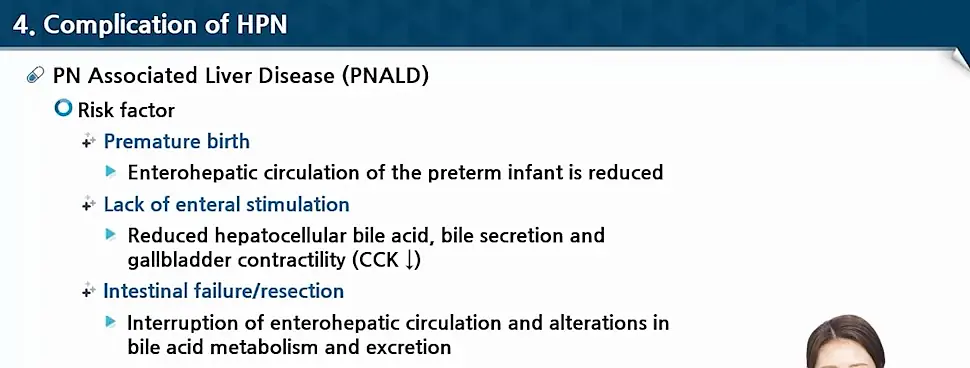 4. Complication of HPN
PN Associated Liver Disease (PNALD)
Risk factor
Premature birth
Enterohepatic circulation of the preterm infant is reduced
Lack of enteral stimulation
Reduced hepatocellular bile acid, bile secretion and
gallbladder contractility (CCK ↓)
Intestinal failure/resection
Interruption of enterohepatic circulation and alterations in
bile acid metabolism and excretion